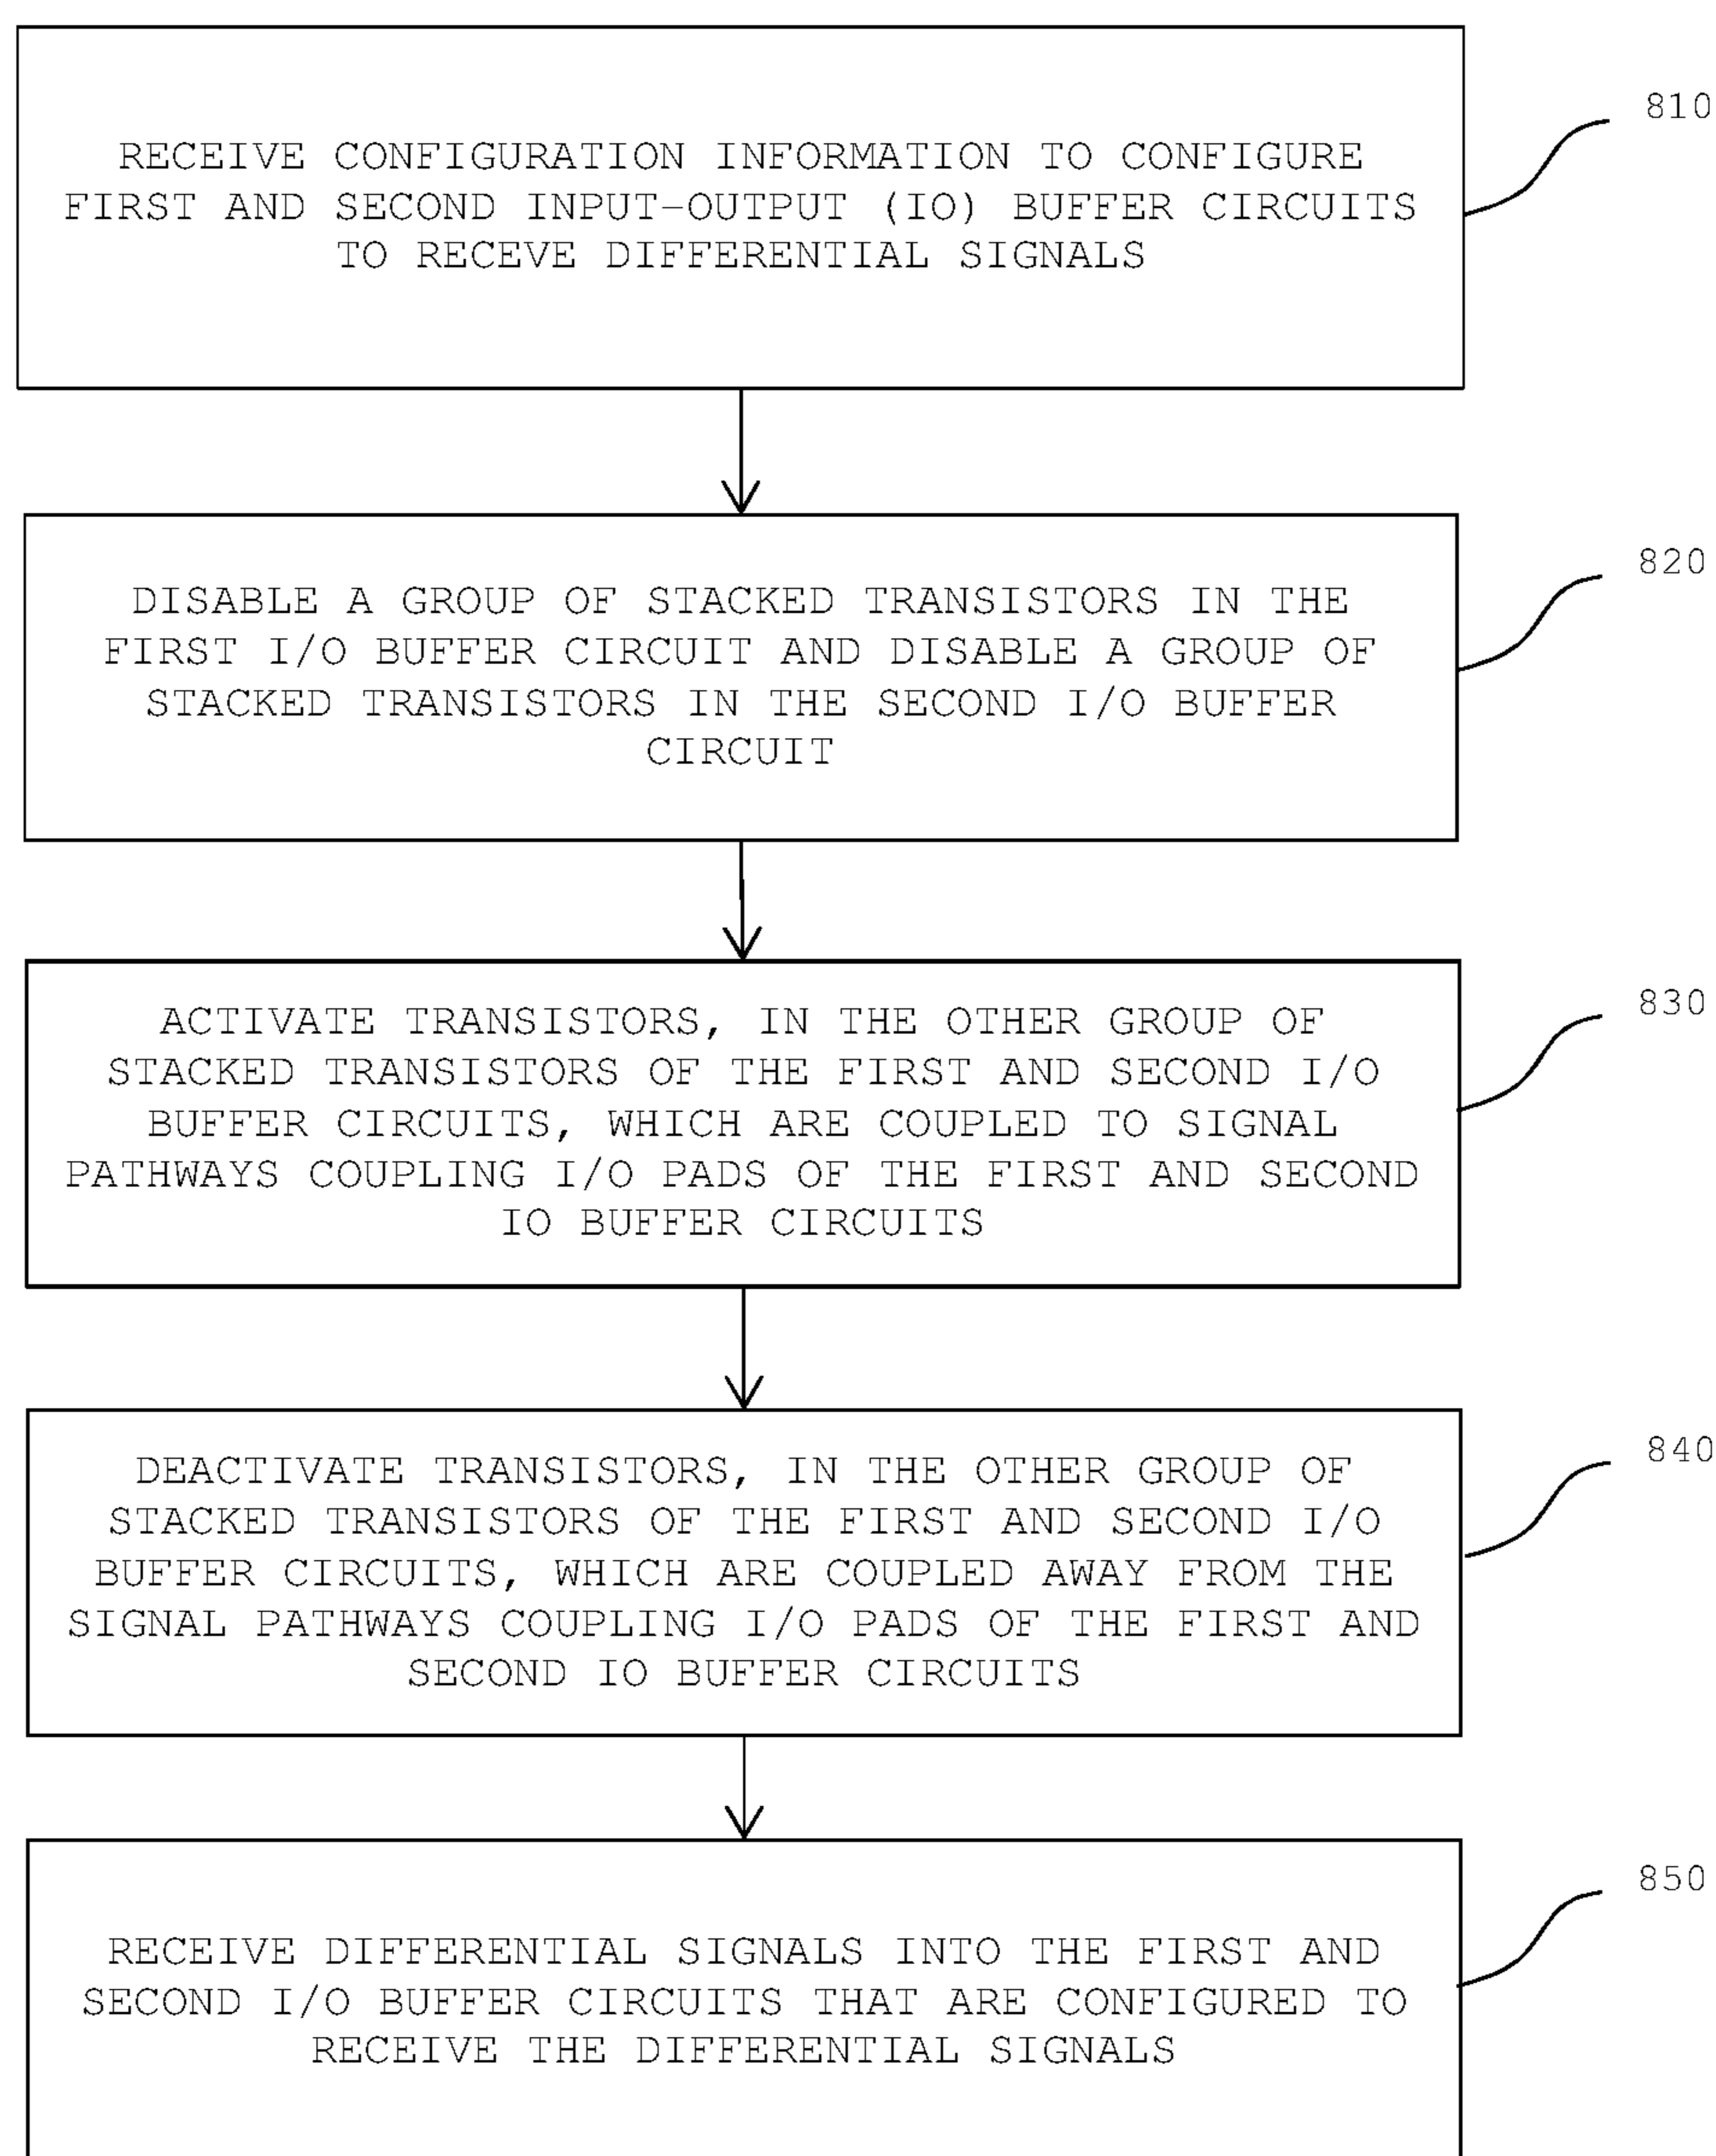 RECEIVE CONFIGURATION INFORMATION TO CONFIGURE
FIRST AND SECOND INPUT-OUTPUT (IO) BUFFER CIRCUITS
TO RECEVE DIFFERENTIAL SIGNALS
810
DISABLE A GROUP OF STACKED TRANSISTORS IN THE
FIRST I/O BUFFER CIRCUIT AND DISABLE A GROUP OF
STACKED TRANSISTORS IN THE SECOND I/O BUFFER
CIRCUIT
820
ACTIVATE TRANSISTORS, IN THE OTHER GROUP OF
STACKED TRANSISTORS OF THE FIRST AND SECOND I/O
BUFFER CIRCUITS, WHICH ARE COUPLED TO SIGNAL
PATHWAYS COUPLING I/O PADS OF THE FIRST AND SECOND
IO BUFFER CIRCUITS
830
DEACTIVATE TRANSISTORS, IN THE OTHER GROUP OF
STACKED TRANSISTORS OF THE FIRST AND SECOND I/O
BUFFER CIRCUITS, WHICH ARE COUPLED AWAY FROM THE
SIGNAL PATHWAYS COUPLING I/O PADS OF THE FIRST AND
SECOND IO BUFFER CIRCUITS
840
RECEIVE DIFFERENTIAL SIGNALS INTO THE FIRST AND
SECOND I/O BUFFER CIRCUITS THAT ARE CONFIGURED TO
RECEIVE THE DIFFERENTIAL SIGNALS
850